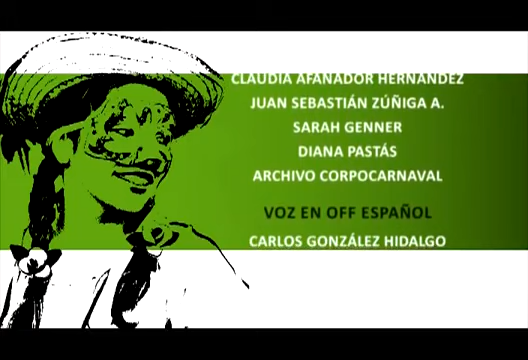 CLAUDIA AFANADOR HERNÁNDEZ
JUAN SEBASTIÁN ZÚÑIGA A.
SARAH GENNER
DIANA PASTÁS
ARCHIVO CORPOCARNAVAL
VOZ EN OFF ESPAÑOL
CARLOS GONZÁLEZ HIDALGO